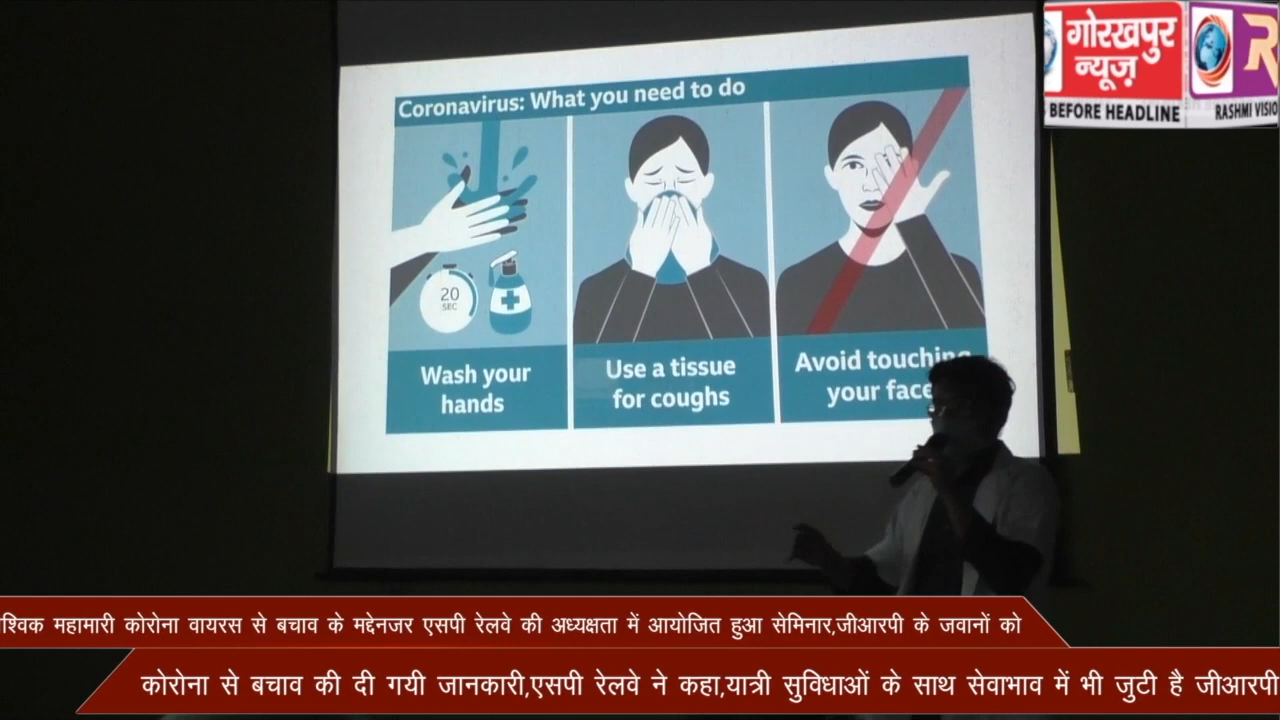 गोरखपुर
न्यूज़
BEFORE HEADLINE
RASHMI
Coronavirus: What you need to do
20
SEC
Wash your
hands
Use a tissue
for coughs
Avoid touching
your face
महामारी कोरोना वायरस से बचाव के मद्देनजर एसपी रेलवे की अध्यक्षता में आयोजित हुआ सेमिनार,जीआरपी के जवानों को
कोरोना से बचाव की दी गयी जानकारी,एसपी रेलवे ने कहा,यात्री सुविधाओं के साथ सेवाभाव में भी जुटी है जीआरपी